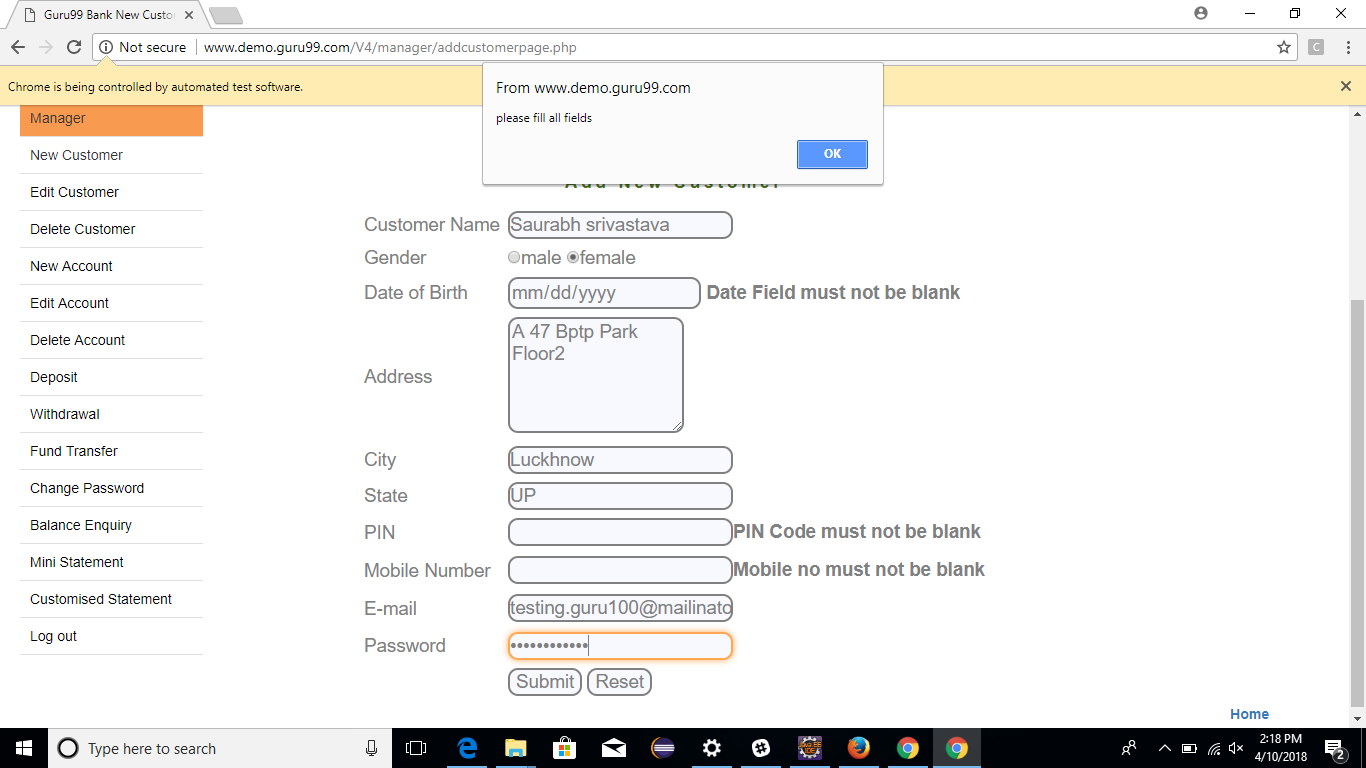 Guru99 Bank New Custo
Not secure
www.demo.guru99.com/V4/manager/addcustomerpage.php
C
Chrome is being controlled by automated test software.
From www.demo.guru99.com
please fill all fields
OK
Manager
New Customer
Edit Customer
Delete Customer
New Account
Edit Account
Delete Account
Deposit
Withdrawal
Fund Transfer
Change Password
Balance Enquiry
Mini Statement
Customised Statement
Log out
Add New Customer
Customer Name Saurabh srivastava
Gender male female
Date of Birth mm/dd/yyyy Date Field must not be blank
Address A 47 Bptp Park
Floor2
City Luckhnow
State UP
PIN PIN Code must not be blank
Mobile Number Mobile no must not be blank
E-mail testing.guru100@mailinato
Password ••••••••••••
Submit Reset
Home
Type here to search
2:18 PM
4/10/2018
2